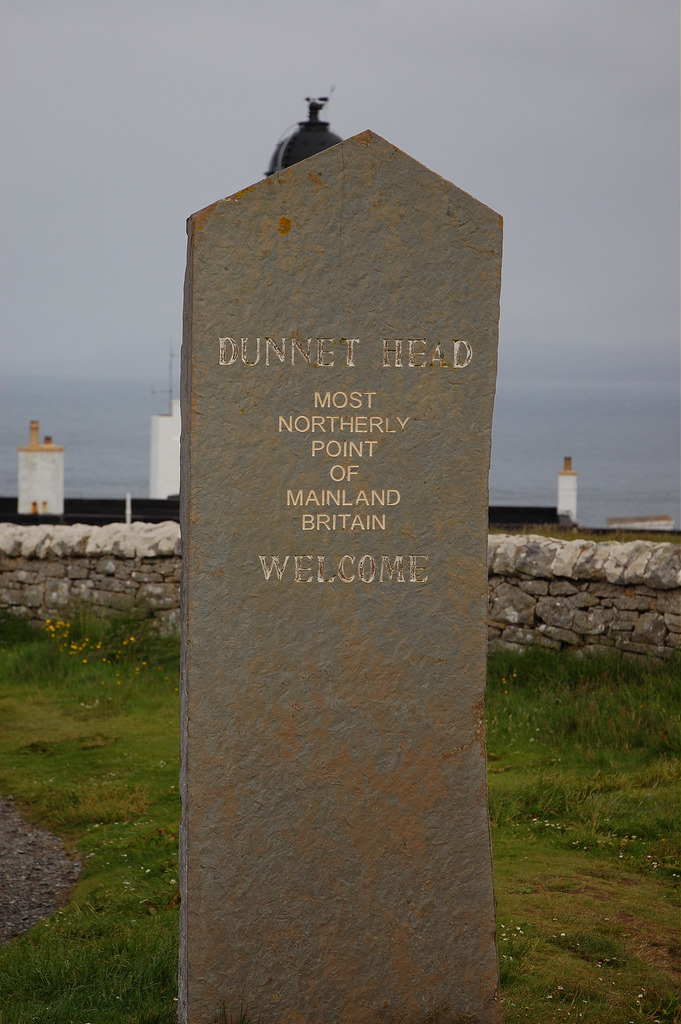 DUNNET HEAD
MOST
NORTHERLY
POINT
OF
MAINLAND
BRITAIN
WELCOME